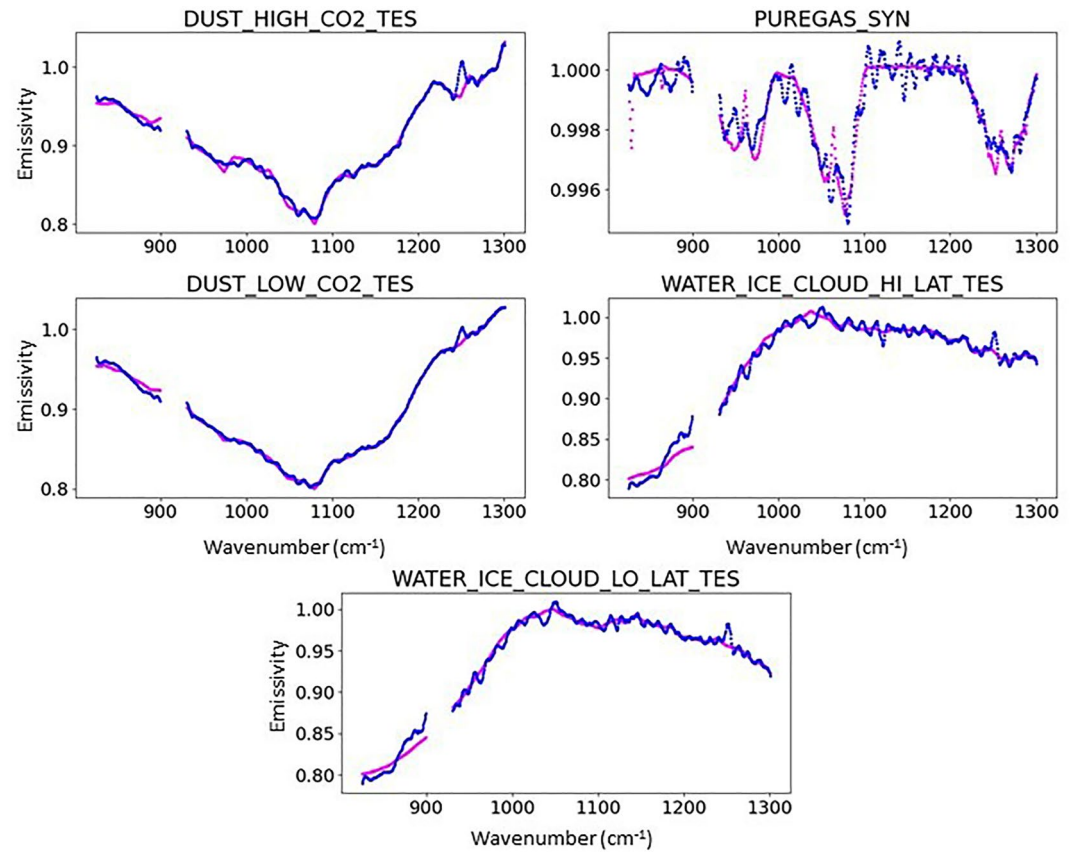 DUST_HIGH_CO2_TES
PUREGAS_SYN
Emissivity
1.0
0.9
0.8
900 1000 1100 1200 1300
1.000
0.998
0.996
900 1000 1100 1200 1300
DUST_LOW_CO2_TES
WATER_ICE_CLOUD_HI_LAT_TES
Emissivity
1.0
0.9
0.8
900 1000 1100 1200 1300
Wavenumber (cm⁻¹)
1.00
0.95
0.90
0.85
0.80
900 1000 1100 1200 1300
Wavenumber (cm⁻¹)
WATER_ICE_CLOUD_LO_LAT_TES
Emissivity
1.00
0.95
0.90
0.85
0.80
900 1000 1100 1200 1300
Wavenumber (cm⁻¹)